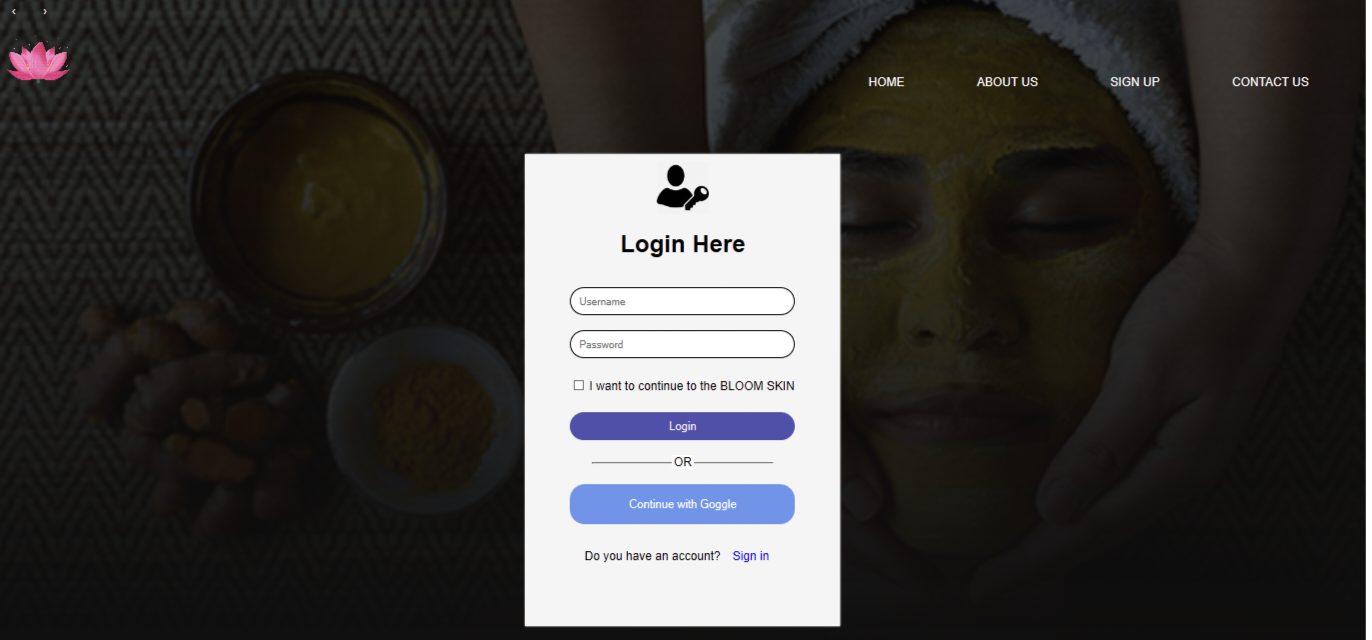 ‹ ›
HOME ABOUT US SIGN UP CONTACT US
Login Here
Username
Password
I want to continue to the BLOOM SKIN
Login
OR
Continue with Goggle
Do you have an account? Sign in